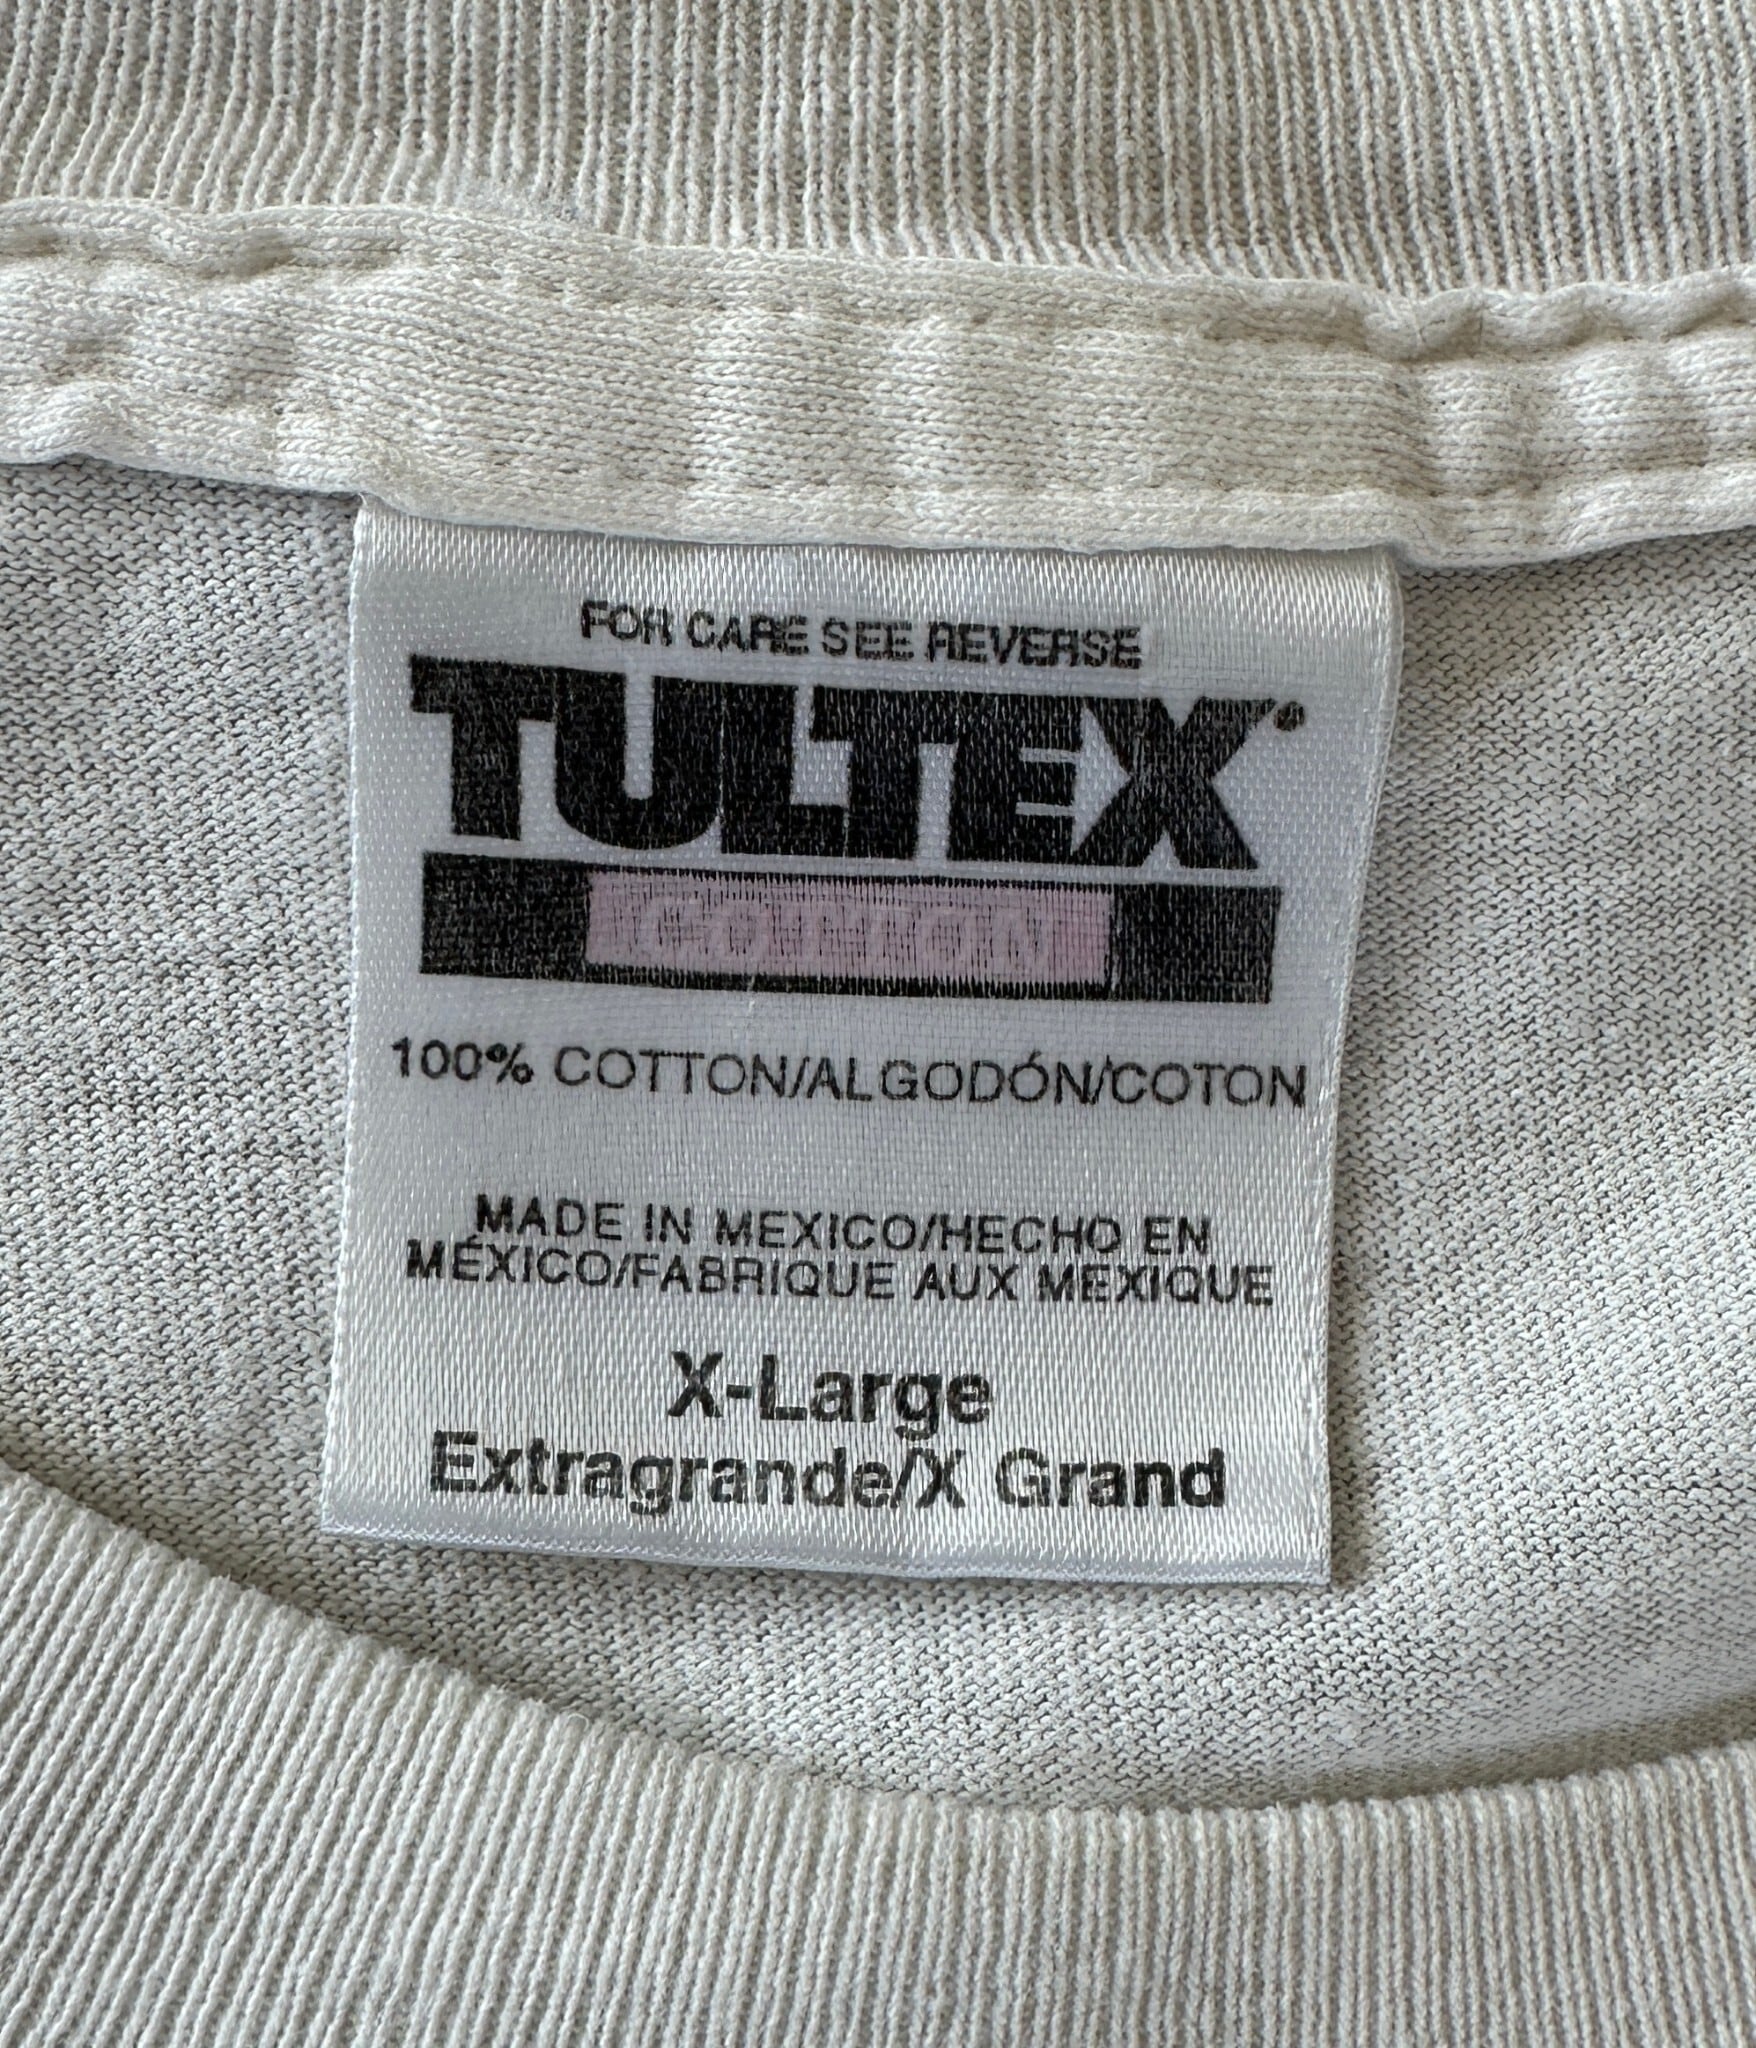 FOR CARE SEE REVERSE
TULTEX®
COTTON
100% COTTON/ALGODÓN/COTON
MADE IN MEXICO/HECHO EN
MÉXICO/FABRIQUE AUX MEXIQUE
X-Large
Extragrande/X Grand